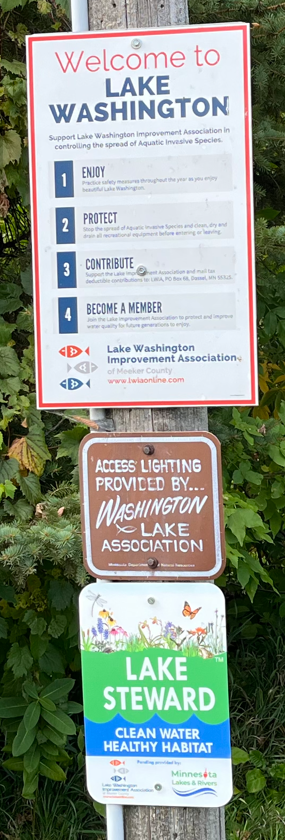 Welcome to
LAKE
WASHINGTON
Support Lake Washington Improvement Association in
controlling the spread of Aquatic Invasive Species.
1 ENJOY
Practice safety measures throughout the year as you enjoy
beautiful Lake Washington.
2 PROTECT
Stop the spread of Aquatic Invasive Species and clean, dry and
drain all recreational equipment before entering or leaving.
3 CONTRIBUTE
Support the Lake Improvement Association and mail tax
deductible contributions to: LWIA, PO Box 68, Dassel, MN 55325.
4 BECOME A MEMBER
Join the Lake Improvement Association to protect and improve
water quality for future generations to enjoy.
Lake Washington
Improvement Association
of Meeker County
www.lwiaonline.com
ACCESS LIGHTING
PROVIDED BY...
WASHINGTON
LAKE
ASSOCIATION
LAKE
STEWARD
TM
CLEAN WATER
HEALTHY HABITAT
Funding provided by:
Lake Washington
Improvement Association
Minnesota
Lakes & Rivers